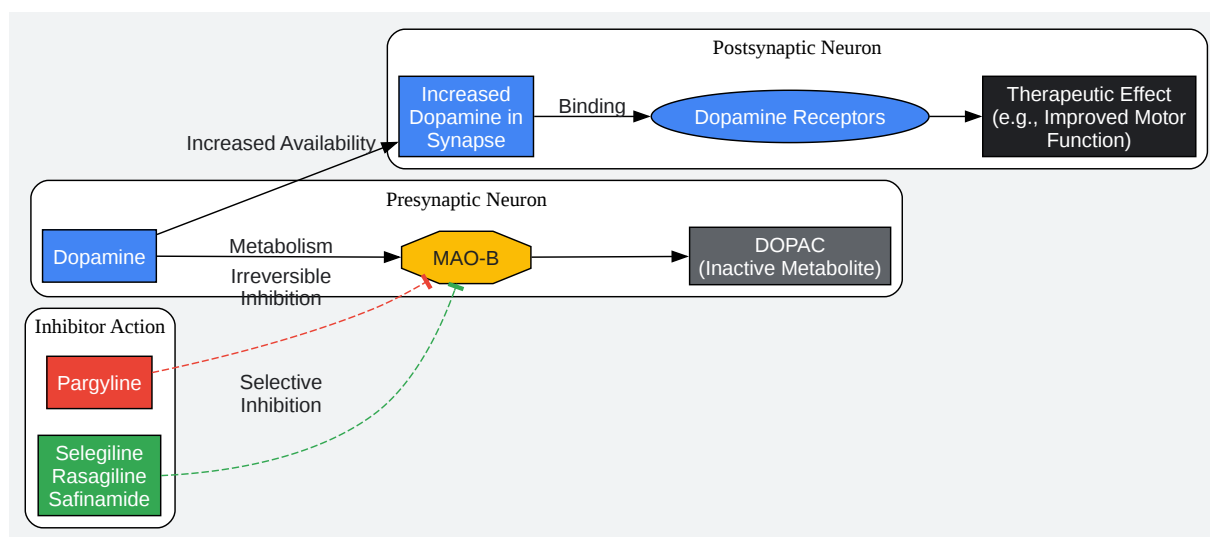 Postsynaptic Neuron
Increased
Dopamine in
Synapse
Binding
Dopamine Receptors
Therapeutic Effect
(e.g., Improved Motor
Function)
Increased Availability
Presynaptic Neuron
Dopamine
Metabolism
MAO-B
DOPAC
(Inactive Metabolite)
Irreversible
Inhibition
Inhibitor Action
Pargyline
Selective
Inhibition
Selegiline
Rasagiline
Safinamide